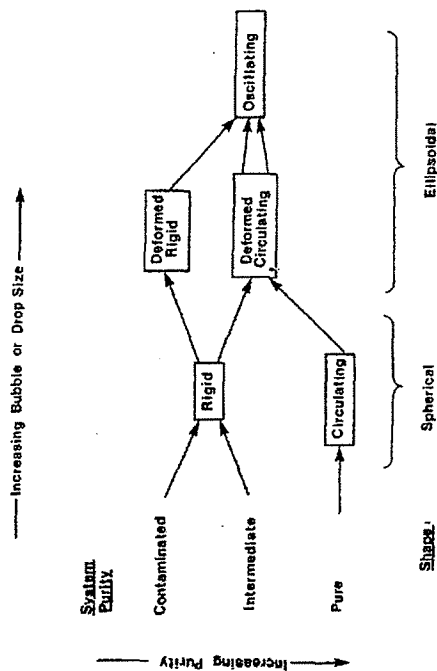 Increasing Bubble or Drop Size
System
Purity
Contaminated
Intermediate
Pure
Increasing Purity
Rigid
Circulating
Deformed
Rigid
Deformed
Circulating
Oscillating
Shape:
Spherical
Ellipsoidal